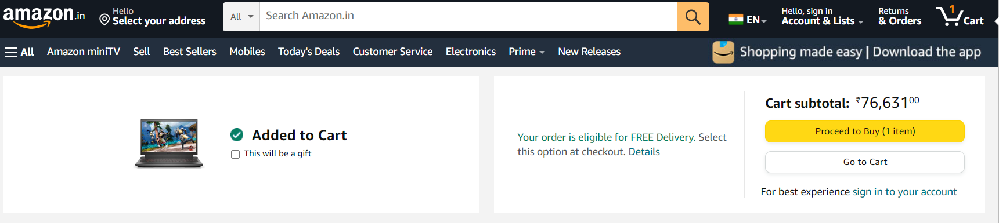 amazon.in
Hello
Select your address
All
Search Amazon.in
EN
Hello, sign in
Account & Lists
Returns
& Orders
1
Cart
All Amazon miniTV Sell Best Sellers Mobiles Today's Deals Customer Service Electronics Prime New Releases
Shopping made easy | Download the app
Added to Cart
This will be a gift
Your order is eligible for FREE Delivery. Select
this option at checkout. Details
Cart subtotal: ₹76,63100
Proceed to Buy (1 item)
Go to Cart
For best experience sign in to your account